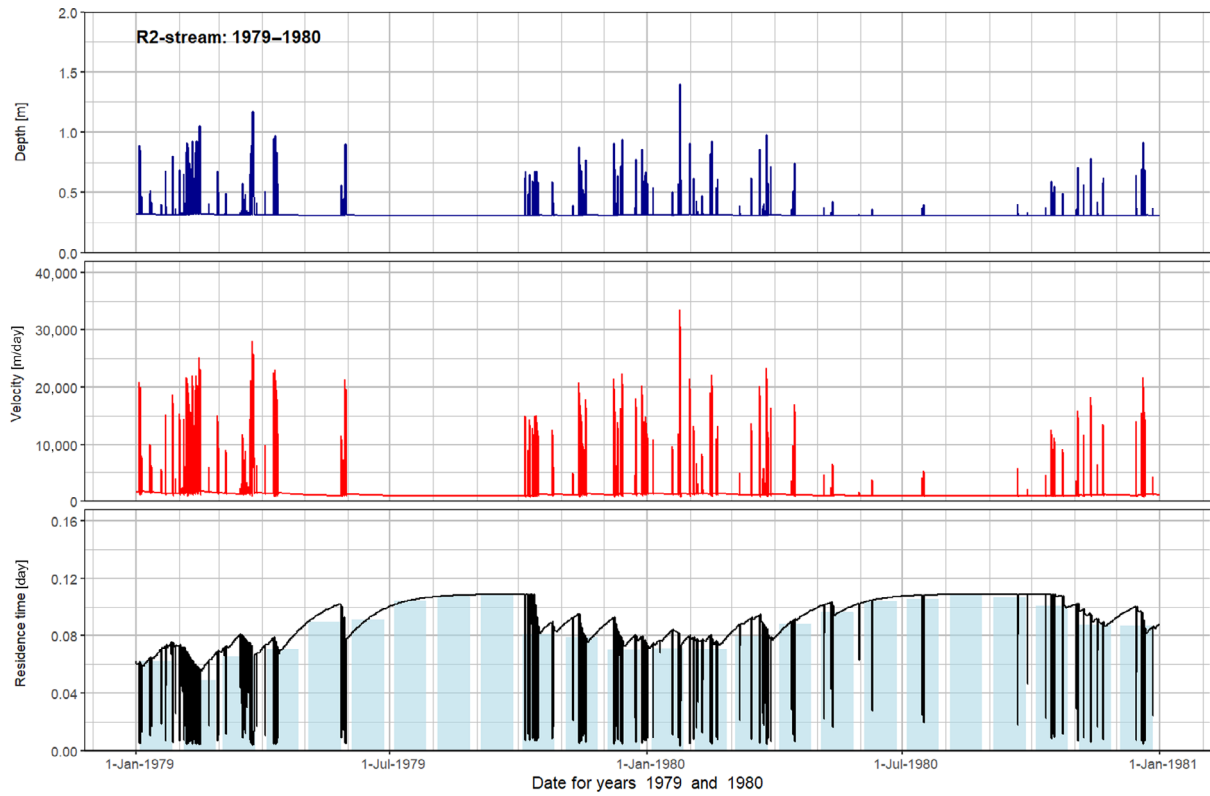 R2-stream: 1979–1980
Depth [m]
2.0
1.5
1.0
0.5
0.0
Velocity [m/day]
40,000
30,000
20,000
10,000
0
Residence time [day]
0.16
0.12
0.08
0.04
0.00
1-Jan-1979 1-Jul-1979 1-Jan-1980 1-Jul-1980 1-Jan-1981
Date for years 1979 and 1980